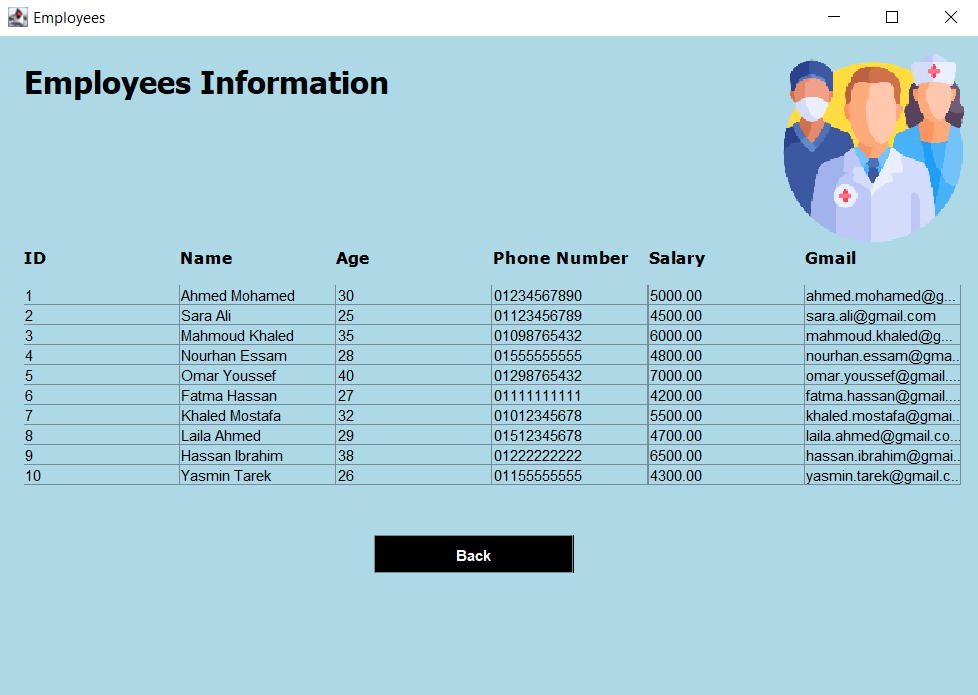 Employees
Employees Information
ID Name Age Phone Number Salary Gmail
1 Ahmed Mohamed 30 01234567890 5000.00 ahmed.mohamed@g...
2 Sara Ali 25 01123456789 4500.00 sara.ali@gmail.com
3 Mahmoud Khaled 35 01098765432 6000.00 mahmoud.khaled@g...
4 Nourhan Essam 28 01555555555 4800.00 nourhan.essam@gma...
5 Omar Youssef 40 01298765432 7000.00 omar.youssef@gmail....
6 Fatma Hassan 27 01111111111 4200.00 fatma.hassan@gmail....
7 Khaled Mostafa 32 01012345678 5500.00 khaled.mostafa@gmai...
8 Laila Ahmed 29 01512345678 4700.00 laila.ahmed@gmail.co...
9 Hassan Ibrahim 38 01222222222 6500.00 hassan.ibrahim@gmai...
10 Yasmin Tarek 26 01155555555 4300.00 yasmin.tarek@gmail.c...
Back